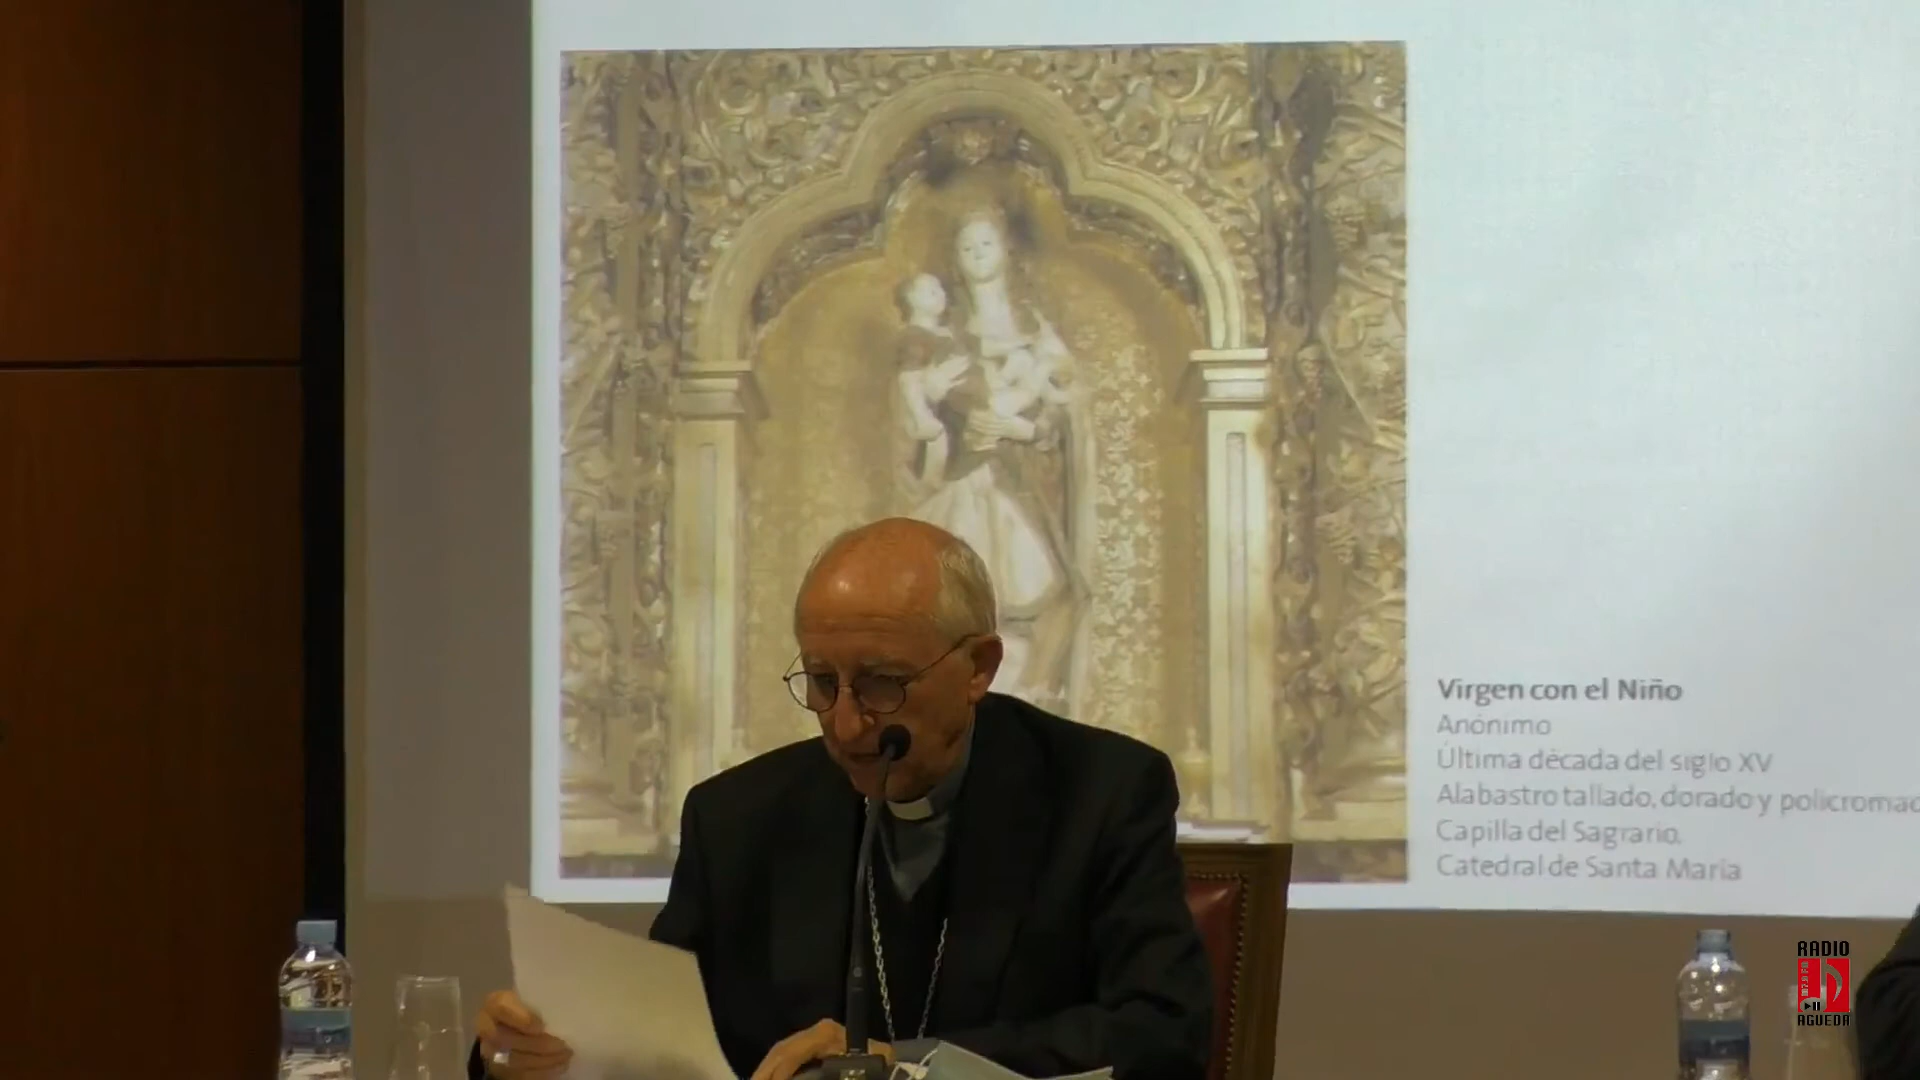 Virgen con el Niño
Anónimo
Última década del siglo XV
Alabastro tallado, dorado y policromad
Capilla del Sagrario.
Catedral de Santa María
RADIO
AGUEDA